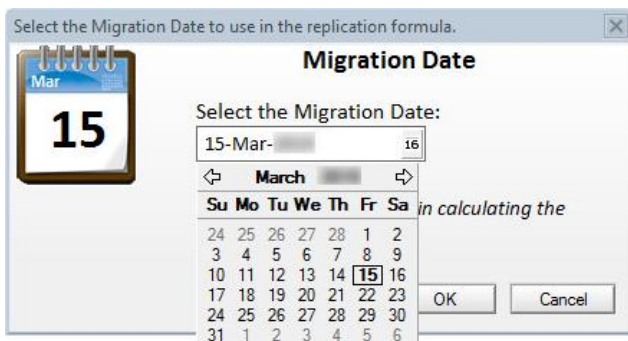 Select the Migration Date to use in the replication formula.
Mar
15
Migration Date
Select the Migration Date:
15-Mar-
16
March
Su Mo Tu We Th Fr Sa
24 25 26 27 28 1 2
3 4 5 6 7 8 9
10 11 12 13 14 15 16
17 18 19 20 21 22 23
24 25 26 27 28 29 30
31 1 2 3 4 5 6
in calculating the
OK
Cancel